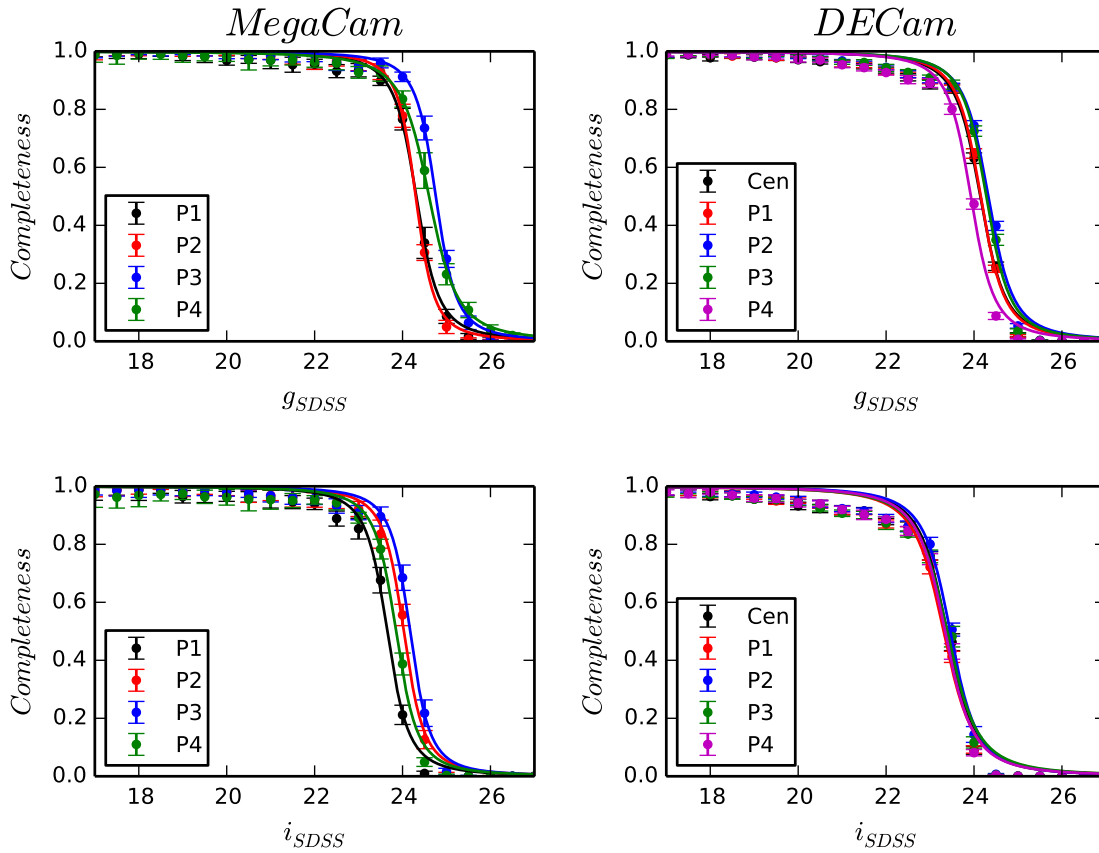 MegaCam
DECam
1.0
0.8
0.6
0.4
0.2
0.0
Completeness
P1
P2
P3
P4
18 20 22 24 26
g_SDSS
1.0
0.8
0.6
0.4
0.2
0.0
Completeness
Cen
P1
P2
P3
P4
18 20 22 24 26
g_SDSS
1.0
0.8
0.6
0.4
0.2
0.0
Completeness
P1
P2
P3
P4
18 20 22 24 26
i_SDSS
1.0
0.8
0.6
0.4
0.2
0.0
Completeness
Cen
P1
P2
P3
P4
18 20 22 24 26
i_SDSS